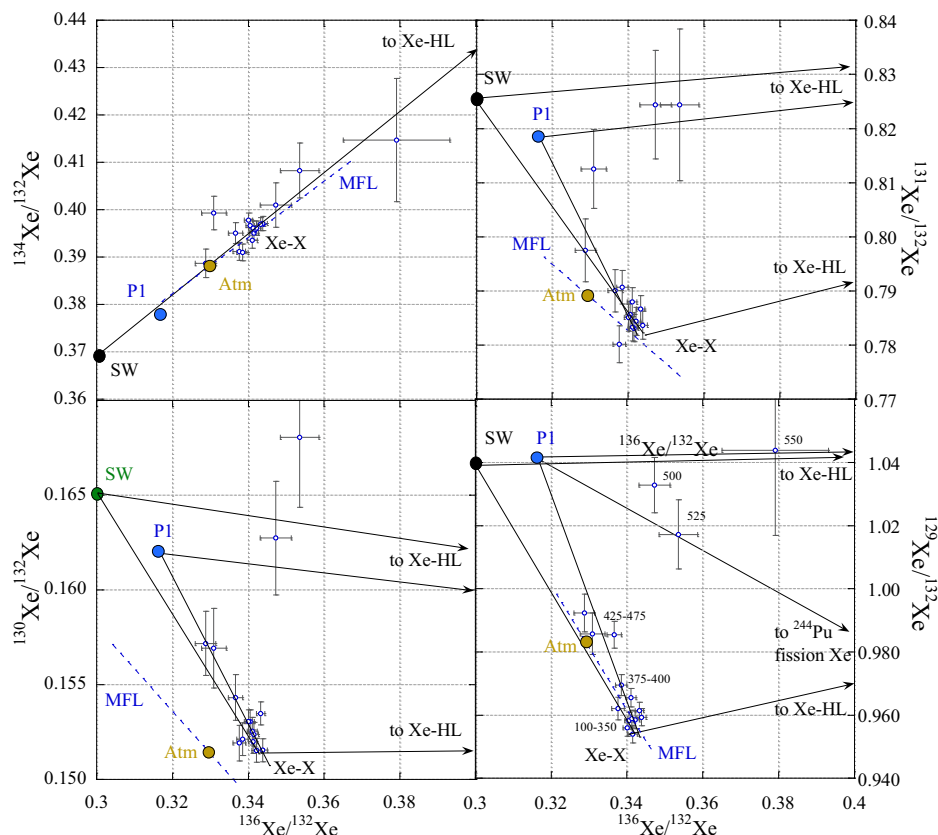 0.44
0.43
0.42
0.41
0.40
0.39
0.38
0.37
0.36
¹³⁴Xe/¹³²Xe
to Xe-HL
MFL
Xe-X
Atm
P1
SW
SW
P1
to Xe-HL
MFL
Atm
to Xe-HL
Xe-X
0.84
0.83
0.82
0.81
0.80
0.79
0.78
0.77
¹³¹Xe/¹³²Xe
0.165
0.160
0.155
0.150
¹³⁰Xe/¹³²Xe
SW
P1
to Xe-HL
MFL
Atm
to Xe-HL
Xe-X
0.3
0.32
0.34
0.36
0.38
¹³⁶Xe/¹³²Xe
SW
P1
¹³⁶Xe/¹³²Xe
550
to Xe-HL
500
525
425-475
Atm
to ²⁴⁴Pu
fission Xe
375-400
to Xe-HL
100-350
Xe-X
MFL
1.04
1.02
1.00
0.980
0.960
0.940
¹²⁹Xe/¹³²Xe
0.3
0.32
0.34
0.36
0.38
0.4
¹³⁶Xe/¹³²Xe